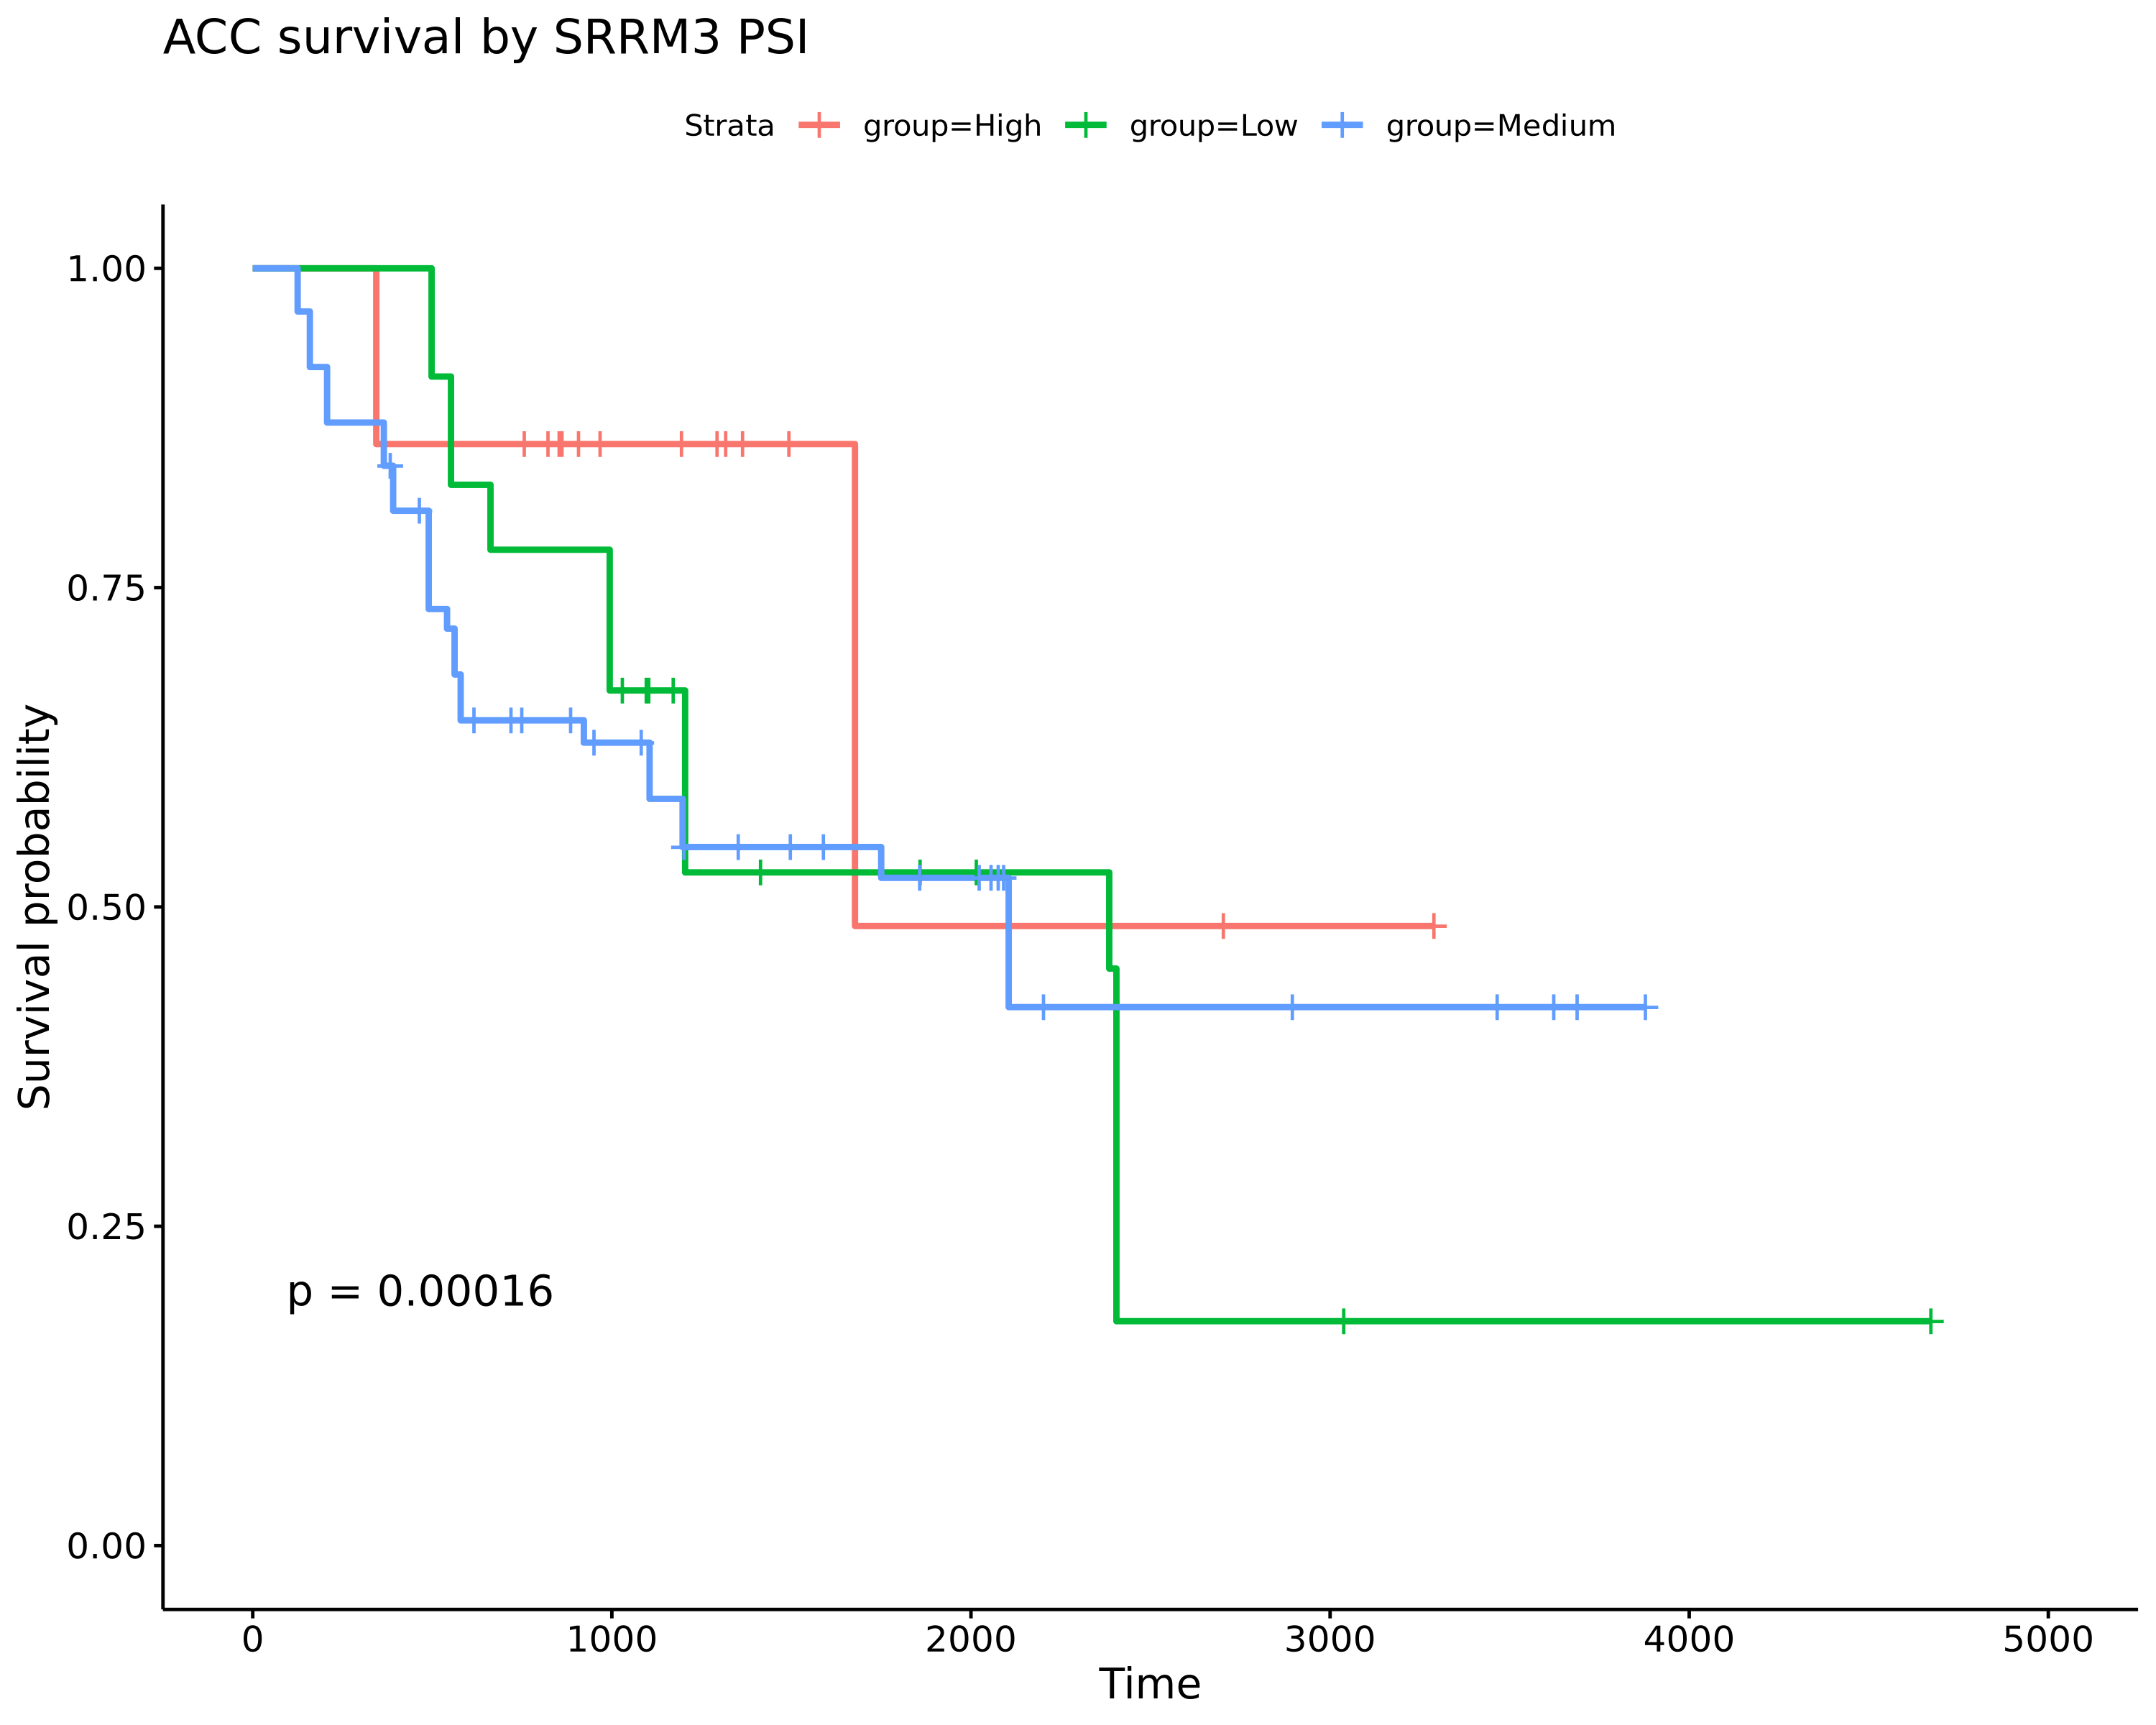 ACC survival by SRRM3 PSI
Strata group=High group=Low group=Medium
1.00
0.75
0.50
0.25
0.00
Survival probability
p = 0.00016
0 1000 2000 3000 4000 5000
Time